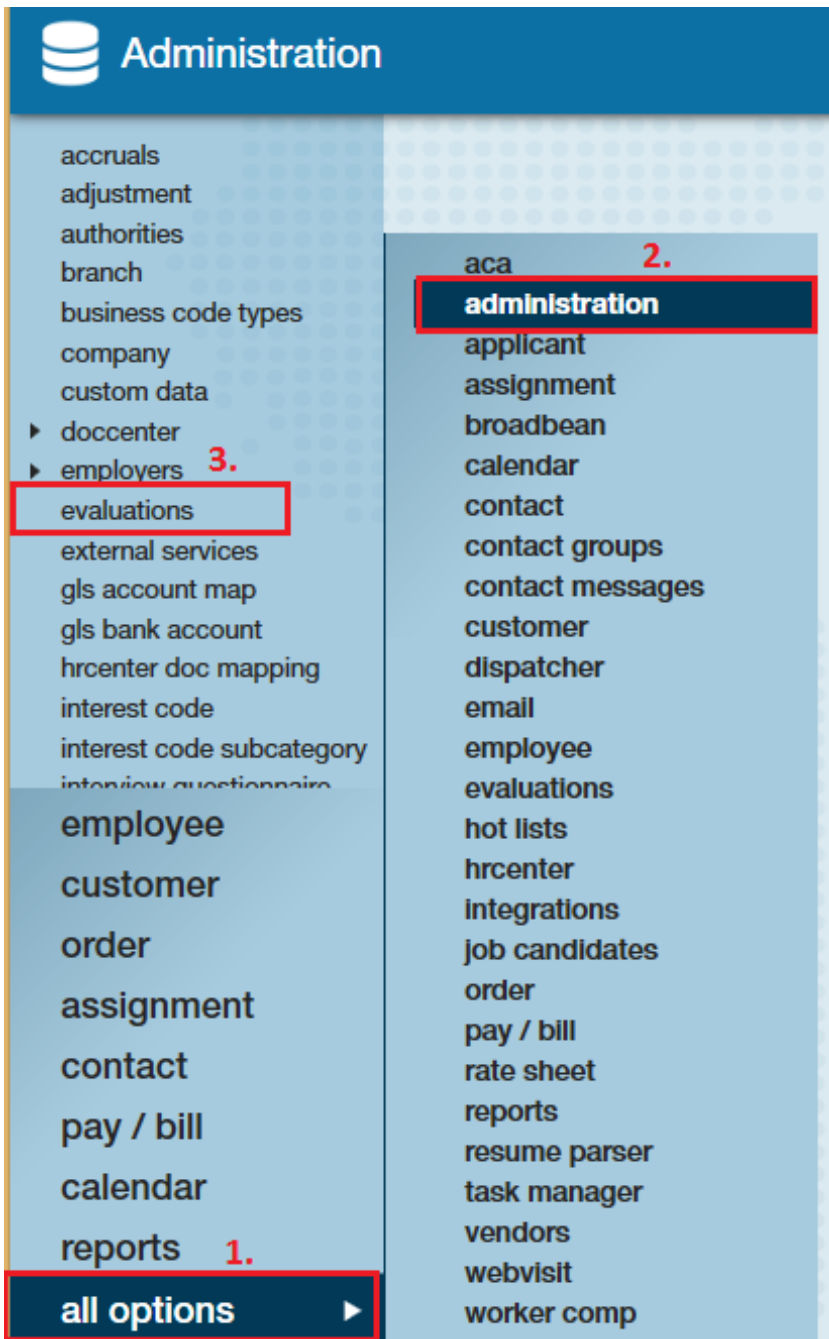 Administration
accruals
adjustment
authorities
branch
business code types
company
custom data
doccenter
employers 3.
evaluations
external services
gls account map
gls bank account
hrcenter doc mapping
interest code
interest code subcategory
interview questionnaire
employee
customer
order
assignment
contact
pay / bill
calendar
reports 1.
all options
aca 2.
administration
applicant
assignment
broadbean
calendar
contact
contact groups
contact messages
customer
dispatcher
email
employee
evaluations
hot lists
hrcenter
integrations
job candidates
order
pay / bill
rate sheet
reports
resume parser
task manager
vendors
webvisit
worker comp